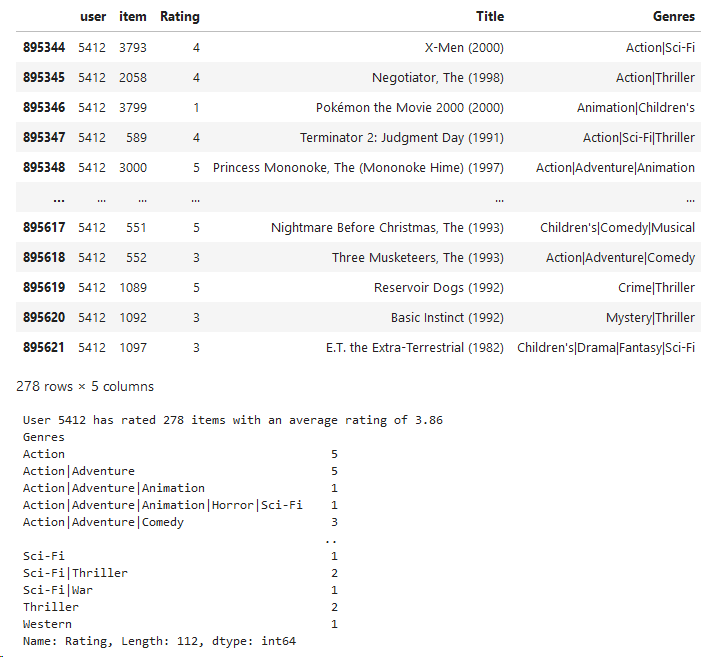 user item Rating Title Genres
895344 5412 3793 4 X-Men (2000) Action|Sci-Fi
895345 5412 2058 4 Negotiator, The (1998) Action|Thriller
895346 5412 3799 1 Pokémon the Movie 2000 (2000) Animation|Children's
895347 5412 589 4 Terminator 2: Judgment Day (1991) Action|Sci-Fi|Thriller
895348 5412 3000 5 Princess Mononoke, The (Mononoke Hime) (1997) Action|Adventure|Animation
... ... ... ... ... ...
895617 5412 551 5 Nightmare Before Christmas, The (1993) Children's|Comedy|Musical
895618 5412 552 3 Three Musketeers, The (1993) Action|Adventure|Comedy
895619 5412 1089 5 Reservoir Dogs (1992) Crime|Thriller
895620 5412 1092 3 Basic Instinct (1992) Mystery|Thriller
895621 5412 1097 3 E.T. the Extra-Terrestrial (1982) Children's|Drama|Fantasy|Sci-Fi
278 rows × 5 columns
User 5412 has rated 278 items with an average rating of 3.86
Genres
Action 5
Action|Adventure 5
Action|Adventure|Animation 1
Action|Adventure|Animation|Horror|Sci-Fi 1
Action|Adventure|Comedy 3
..
Sci-Fi 1
Sci-Fi|Thriller 2
Sci-Fi|War 1
Thriller 2
Western 1
Name: Rating, Length: 112, dtype: int64